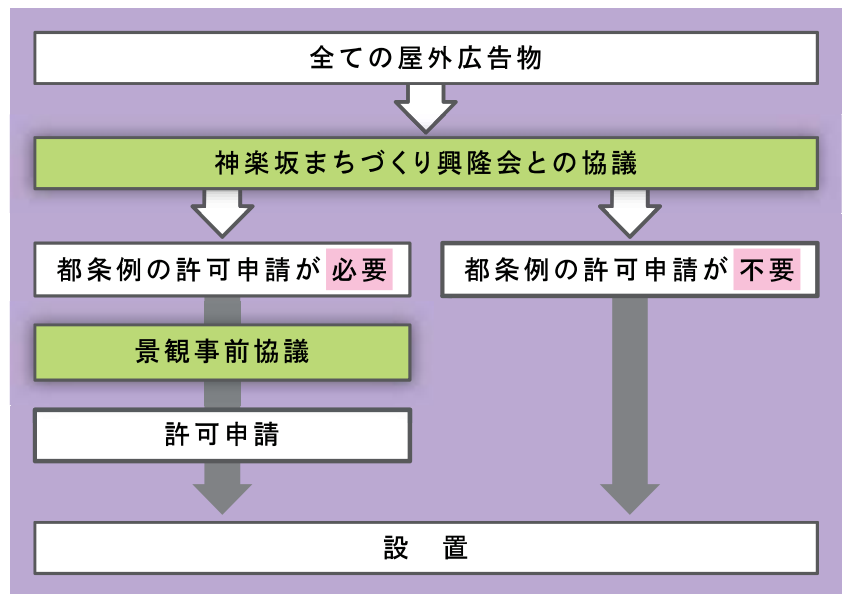 全ての屋外広告物
神楽坂まちづくり興隆会との協議
都条例の許可申請が 必要
都条例の許可申請が 不要
景観事前協議
許可申請
設　置